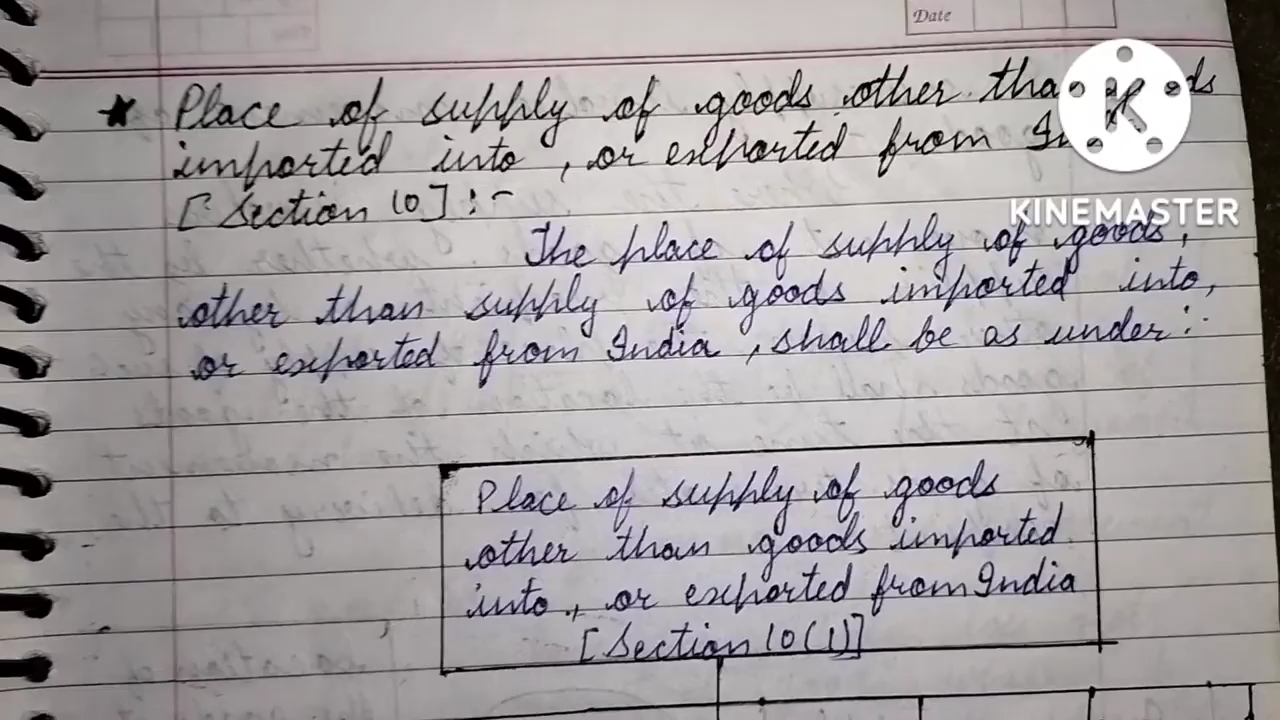 Date
★ Place of supply of goods other than goods
imported into, or exported from In
[Section 10] :-
The place of supply of goods,
other than supply of goods imported into,
or exported from India, shall be as under :-
Place of supply of goods
other than goods imported
into, or exported from India
[Section 10(1)]
KINEMASTER